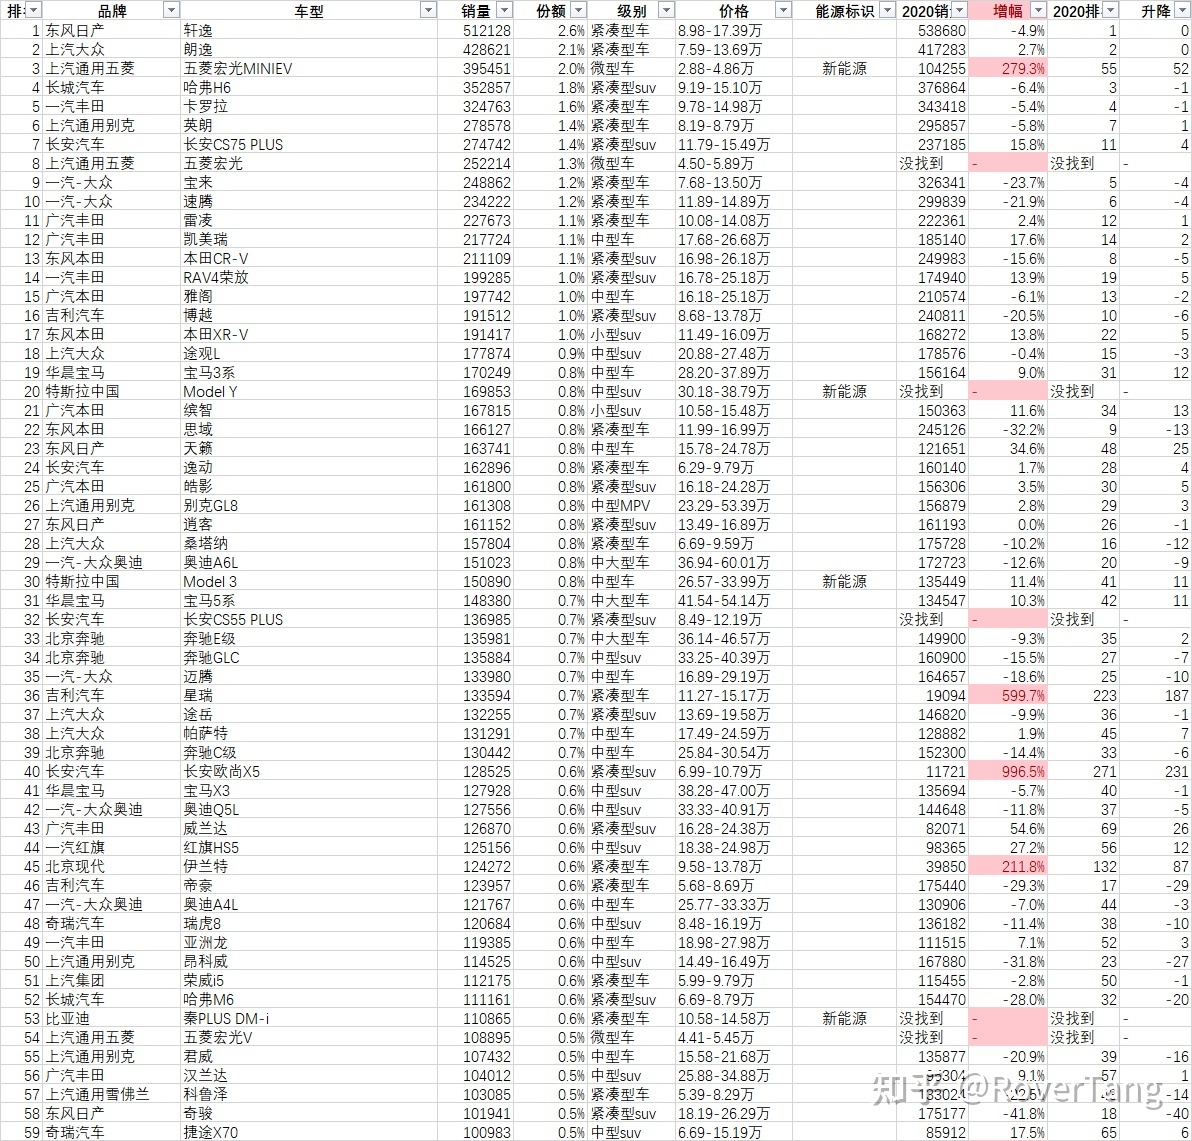 排 品牌 车型 销量 份额 级别 价格 能源标识 2020销 增幅 2020排 升降
1 东风日产 轩逸 512128 2.6% 紧凑型车 8.98-17.39万 538680 -4.9% 1 0
2 上汽大众 朗逸 428621 2.1% 紧凑型车 7.59-13.69万 417283 2.7% 2 0
3 上汽通用五菱 五菱宏光MINIEV 395451 2.0% 微型车 2.88-4.86万 新能源 104255 279.3% 55 52
4 长城汽车 哈弗H6 352857 1.8% 紧凑型suv 9.19-15.10万 376864 -6.4% 3 -1
5 一汽丰田 卡罗拉 324763 1.6% 紧凑型车 9.78-14.98万 343418 -5.4% 4 -1
6 上汽通用别克 英朗 278578 1.4% 紧凑型车 8.19-8.79万 295857 -5.8% 7 1
7 长安汽车 长安CS75 PLUS 274742 1.4% 紧凑型suv 11.79-15.49万 237185 15.8% 11 4
8 上汽通用五菱 五菱宏光 252214 1.3% 微型车 4.50-5.89万 没找到 - 没找到 -
9 一汽-大众 宝来 248862 1.2% 紧凑型车 7.68-13.50万 326341 -23.7% 5 -4
10 一汽-大众 速腾 234222 1.2% 紧凑型车 11.89-14.89万 299839 -21.9% 6 -4
11 广汽丰田 雷凌 227673 1.1% 紧凑型车 10.08-14.08万 222361 2.4% 12 1
12 广汽丰田 凯美瑞 217724 1.1% 中型车 17.68-26.68万 185140 17.6% 14 2
13 东风本田 本田CR-V 211109 1.1% 紧凑型suv 16.98-26.18万 249983 -15.6% 8 -5
14 一汽丰田 RAV4荣放 199285 1.0% 紧凑型suv 16.78-25.18万 174940 13.9% 19 5
15 广汽本田 雅阁 197742 1.0% 中型车 16.18-25.18万 210574 -6.1% 13 -2
16 吉利汽车 博越 191512 1.0% 紧凑型suv 8.68-13.78万 240811 -20.5% 10 -6
17 东风本田 本田XR-V 191417 1.0% 小型suv 11.49-16.09万 168272 13.8% 22 5
18 上汽大众 途观L 177874 0.9% 中型suv 20.88-27.48万 178576 -0.4% 15 -3
19 华晨宝马 宝马3系 170249 0.8% 中型车 28.20-37.89万 156164 9.0% 31 12
20 特斯拉中国 Model Y 169853 0.8% 中型suv 30.18-38.79万 新能源 没找到 - 没找到 -
21 广汽本田 缤智 167815 0.8% 小型suv 10.58-15.48万 150363 11.6% 34 13
22 东风本田 思域 166127 0.8% 紧凑型车 11.99-16.99万 245126 -32.2% 9 -13
23 东风日产 天籁 163741 0.8% 中型车 15.78-24.78万 121651 34.6% 48 25
24 长安汽车 逸动 162896 0.8% 紧凑型车 6.29-9.79万 160140 1.7% 28 4
25 广汽本田 皓影 161800 0.8% 紧凑型suv 16.18-24.28万 156306 3.5% 30 5
26 上汽通用别克 别克GL8 161308 0.8% 中型MPV 23.29-53.39万 156879 2.8% 29 3
27 东风日产 逍客 161152 0.8% 紧凑型suv 13.49-16.89万 161193 0.0% 26 -1
28 上汽大众 桑塔纳 157804 0.8% 紧凑型车 6.69-9.59万 175728 -10.2% 16 -12
29 一汽-大众奥迪 奥迪A6L 151023 0.8% 中大型车 36.94-60.01万 172723 -12.6% 20 -9
30 特斯拉中国 Model 3 150890 0.8% 中型车 26.57-33.99万 新能源 135449 11.4% 41 11
31 华晨宝马 宝马5系 148380 0.7% 中大型车 41.54-54.14万 134547 10.3% 42 11
32 长安汽车 长安CS55 PLUS 136985 0.7% 紧凑型suv 8.49-12.19万 没找到 - 没找到 -
33 北京奔驰 奔驰E级 135981 0.7% 中大型车 36.14-46.57万 149900 -9.3% 35 2
34 北京奔驰 奔驰GLC 135884 0.7% 中型suv 33.25-40.39万 160900 -15.5% 27 -7
35 一汽-大众 迈腾 133980 0.7% 中型车 16.89-29.19万 164657 -18.6% 25 -10
36 吉利汽车 星瑞 133594 0.7% 紧凑型车 11.27-15.17万 19094 599.7% 223 187
37 上汽大众 途岳 132255 0.7% 紧凑型suv 13.69-19.58万 146820 -9.9% 36 -1
38 上汽大众 帕萨特 131291 0.7% 中型车 17.49-24.59万 128882 1.9% 45 7
39 北京奔驰 奔驰C级 130442 0.7% 中型车 25.84-30.54万 152300 -14.4% 33 -6
40 长安汽车 长安欧尚X5 128525 0.6% 紧凑型suv 6.99-10.79万 11721 996.5% 271 231
41 华晨宝马 宝马X3 127928 0.6% 中型suv 38.28-47.00万 135694 -5.7% 40 -1
42 一汽-大众奥迪 奥迪Q5L 127556 0.6% 中型suv 33.33-40.91万 144648 -11.8% 37 -5
43 广汽丰田 威兰达 126870 0.6% 紧凑型suv 16.28-24.38万 82071 54.6% 69 26
44 一汽红旗 红旗HS5 125156 0.6% 中型suv 18.38-24.98万 98365 27.2% 56 12
45 北京现代 伊兰特 124272 0.6% 紧凑型车 9.58-13.78万 39850 211.8% 132 87
46 吉利汽车 帝豪 123957 0.6% 紧凑型车 5.68-8.69万 175440 -29.3% 17 -29
47 一汽-大众奥迪 奥迪A4L 121767 0.6% 中型车 25.77-33.33万 130906 -7.0% 44 -3
48 奇瑞汽车 瑞虎8 120684 0.6% 中型suv 8.48-16.19万 136182 -11.4% 38 -10
49 一汽丰田 亚洲龙 119385 0.6% 中型车 18.98-27.98万 111515 7.1% 52 3
50 上汽通用别克 昂科威 114525 0.6% 中型suv 14.49-16.49万 167880 -31.8% 23 -27
51 上汽集团 荣威i5 112175 0.6% 紧凑型车 5.99-9.79万 115455 -2.8% 50 -1
52 长城汽车 哈弗M6 111161 0.6% 紧凑型suv 6.69-8.79万 154470 -28.0% 32 -20
53 比亚迪 秦PLUS DM-i 110865 0.6% 紧凑型车 10.58-14.58万 新能源 没找到 - 没找到 -
54 上汽通用五菱 五菱宏光V 108895 0.5% 微型车 4.41-5.45万 没找到 - 没找到 -
55 上汽通用别克 君威 107432 0.5% 中型车 15.58-21.68万 135877 -20.9% 39 -16
56 广汽丰田 汉兰达 104012 0.5% 中型suv 25.88-34.88万 9.1% 57 1
57 上汽通用雪佛兰 科鲁泽 103085 0.5% 紧凑型车 5.39-8.29万 -14
58 东风日产 奇骏 101941 0.5% 紧凑型suv 18.19-26.29万 175177 -41.8% 18 -40
59 奇瑞汽车 捷途X70 100983 0.5% 中型suv 6.69-15.19万 85912 17.5% 65 6
知乎 @RoverTang